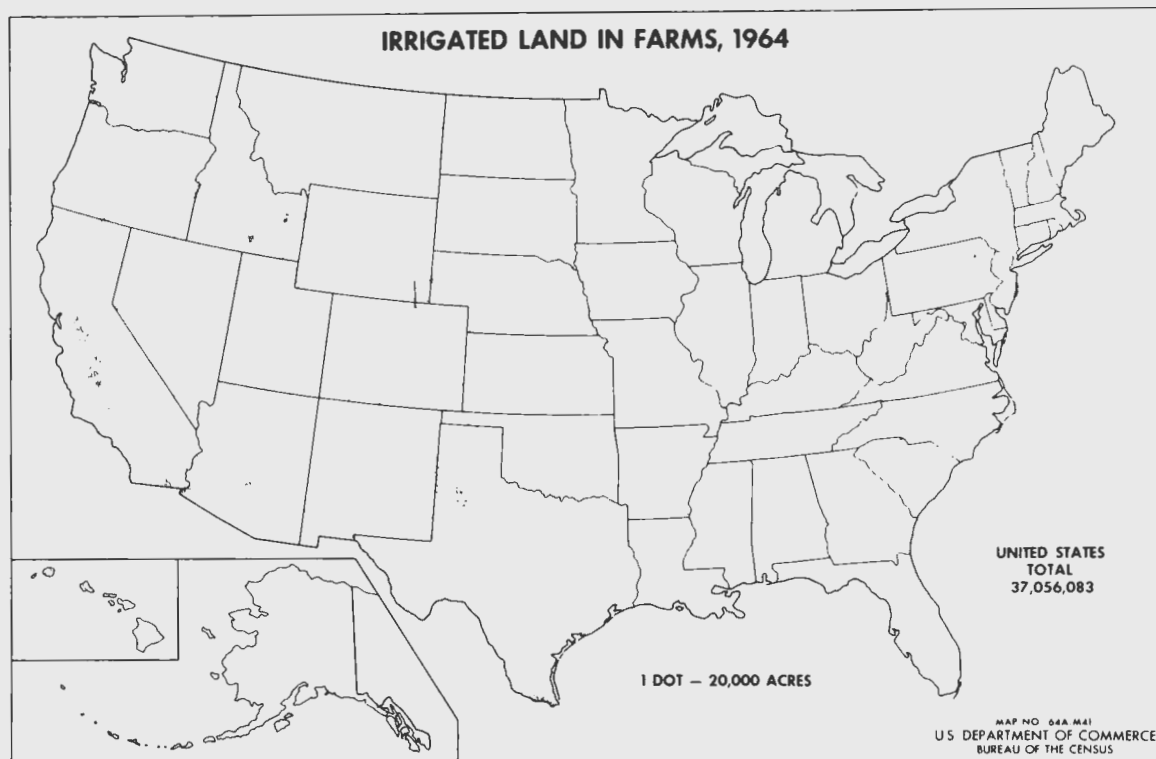 IRRIGATED LAND IN FARMS, 1964
UNITED STATES
TOTAL
37,056,083
1 DOT — 20,000 ACRES
MAP NO 64A M41
U S DEPARTMENT OF COMMERCE
BUREAU OF THE CENSUS